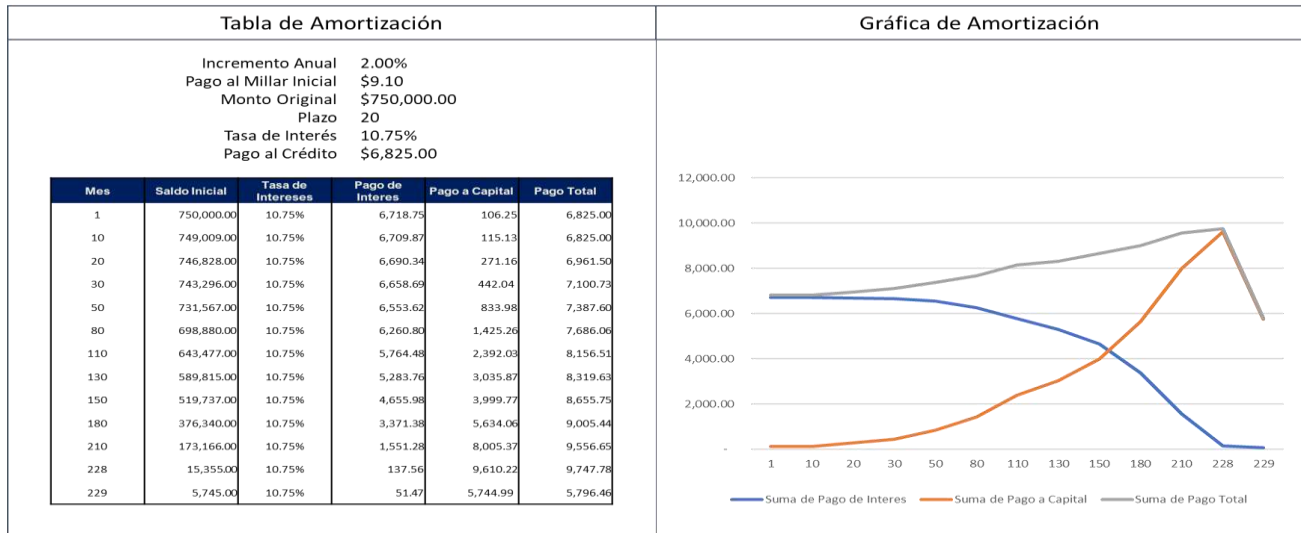 Tabla de Amortización
Incremento Anual 2.00%
Pago al Millar Inicial $9.10
Monto Original $750,000.00
Plazo 20
Tasa de Interés 10.75%
Pago al Crédito $6,825.00
Mes Saldo Inicial Tasa de Intereses Pago de Interes Pago a Capital Pago Total
1 750,000.00 10.75% 6,718.75 106.25 6,825.00
10 749,009.00 10.75% 6,709.87 115.13 6,825.00
20 746,828.00 10.75% 6,690.34 271.16 6,961.50
30 743,296.00 10.75% 6,658.69 442.04 7,100.73
50 731,567.00 10.75% 6,553.62 833.98 7,387.60
80 698,880.00 10.75% 6,260.80 1,425.26 7,686.06
110 643,477.00 10.75% 5,764.48 2,392.03 8,156.51
130 589,815.00 10.75% 5,283.76 3,035.87 8,319.63
150 519,737.00 10.75% 4,655.98 3,999.77 8,655.75
180 376,340.00 10.75% 3,371.38 5,634.06 9,005.44
210 173,166.00 10.75% 1,551.28 8,005.37 9,556.65
228 15,355.00 10.75% 137.56 9,610.22 9,747.78
229 5,745.00 10.75% 51.47 5,744.99 5,796.46
Gráfica de Amortización
12,000.00
10,000.00
8,000.00
6,000.00
4,000.00
2,000.00
-
1 10 20 30 50 80 110 130 150 180 210 228 229
Suma de Pago de Interes Suma de Pago a Capital Suma de Pago Total